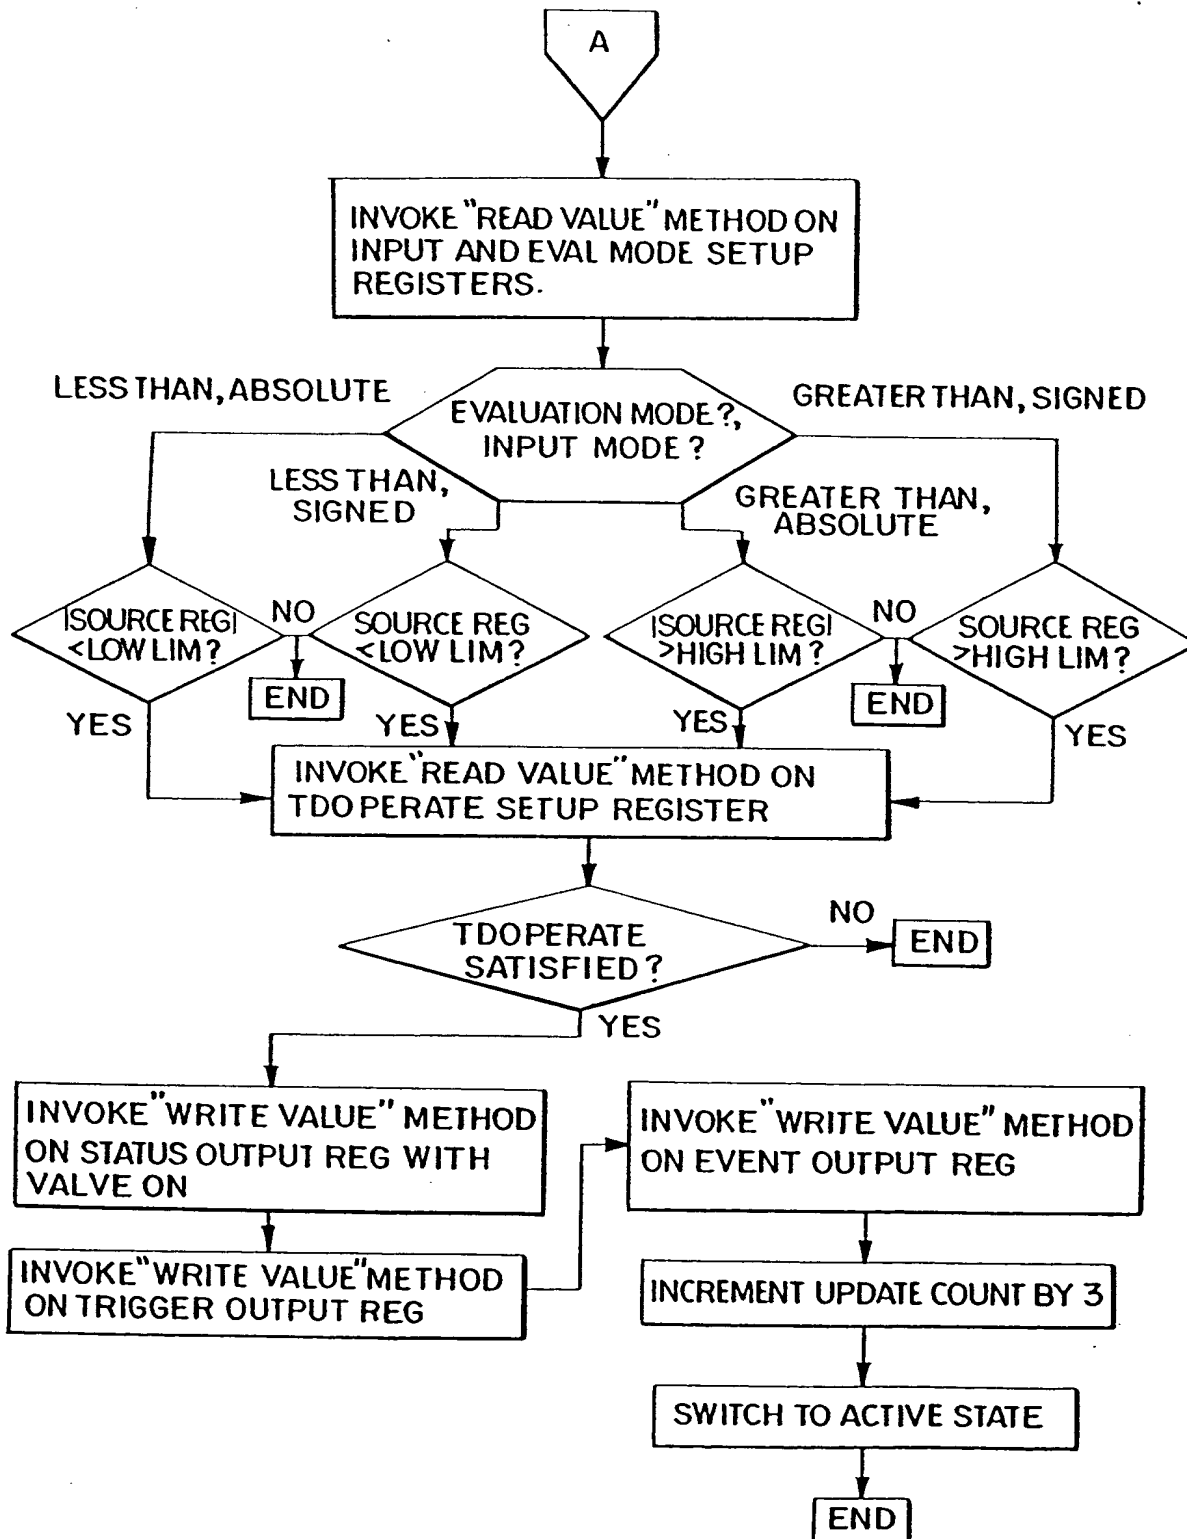 A
INVOKE "READ VALUE" METHOD ON
INPUT AND EVAL MODE SETUP
REGISTERS.
LESS THAN, ABSOLUTE
EVALUATION MODE?,
INPUT MODE?
GREATER THAN, SIGNED
LESS THAN,
SIGNED
GREATER THAN,
ABSOLUTE
|SOURCE REG|
<LOW LIM?
NO
SOURCE REG
<LOW LIM?
|SOURCE REG|
>HIGH LIM?
NO
SOURCE REG
>HIGH LIM?
END
END
YES
YES
YES
YES
INVOKE "READ VALUE" METHOD ON
TDOPERATE SETUP REGISTER
TDOPERATE
SATISFIED?
NO
END
YES
INVOKE "WRITE VALUE" METHOD
ON STATUS OUTPUT REG WITH
VALVE ON
INVOKE "WRITE VALUE" METHOD
ON TRIGGER OUTPUT REG
INVOKE "WRITE VALUE" METHOD
ON EVENT OUTPUT REG
INCREMENT UPDATE COUNT BY 3
SWITCH TO ACTIVE STATE
END